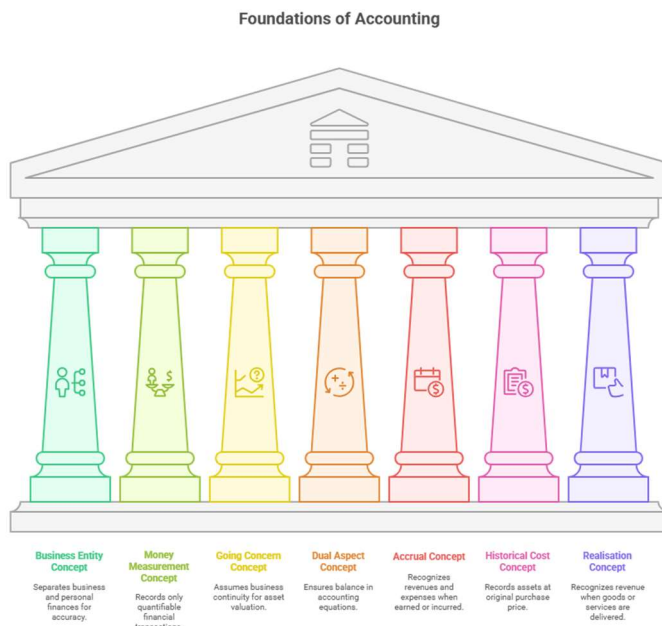 Foundations of Accounting
Business Entity
Concept
Separates business
and personal
finances for
accuracy.
Money
Measurement
Concept
Records only
quantifiable
financial
transactions
Going Concern
Concept
Assumes business
continuity for asset
valuation.
Dual Aspect
Concept
Ensures balance in
accounting
equations.
Accrual Concept
Recognizes
revenues and
expenses when
earned or incurred.
Historical Cost
Concept
Records assets at
original purchase
price.
Realisation
Concept
Recognizes revenue
when goods or
services are
delivered.